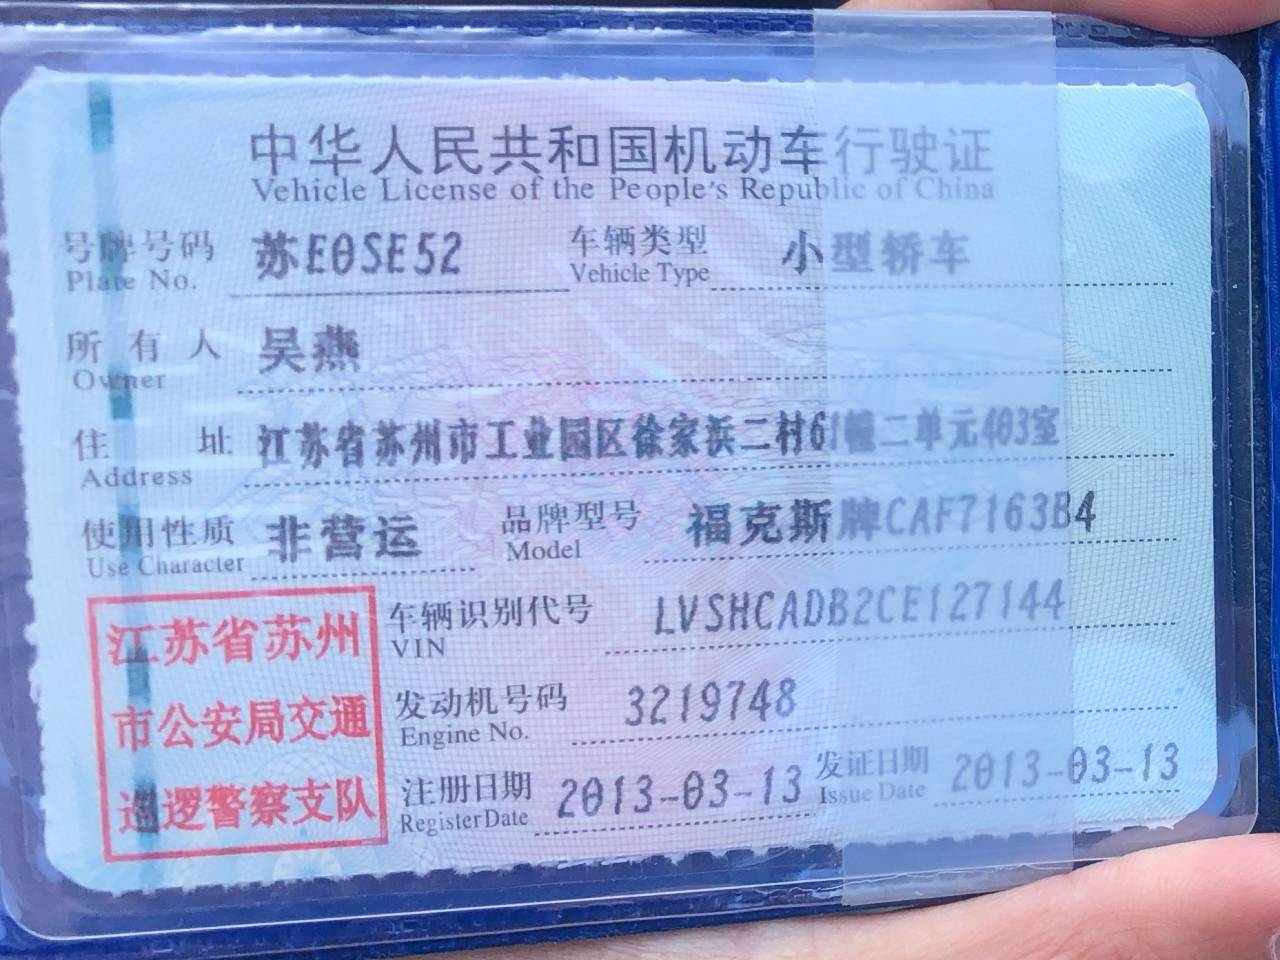 中华人民共和国机动车行驶证
Vehicle License of the People's Republic of China
号牌号码 苏E0SE52 车辆类型 小型轿车
Plate No. Vehicle Type
所有人 吴燕
Owner
住址 江苏省苏州市工业园区徐家浜二村61幢二单元403室
Address
使用性质 非营运 品牌型号 福克斯牌CAF7163B4
Use Character Model
车辆识别代号 LVSHCADB2CE127144
VIN
发动机号码 3219748
Engine No.
注册日期 2013-03-13 发证日期 2013-03-13
Register Date Issue Date
江苏省苏州
市公安局交通
巡逻警察支队